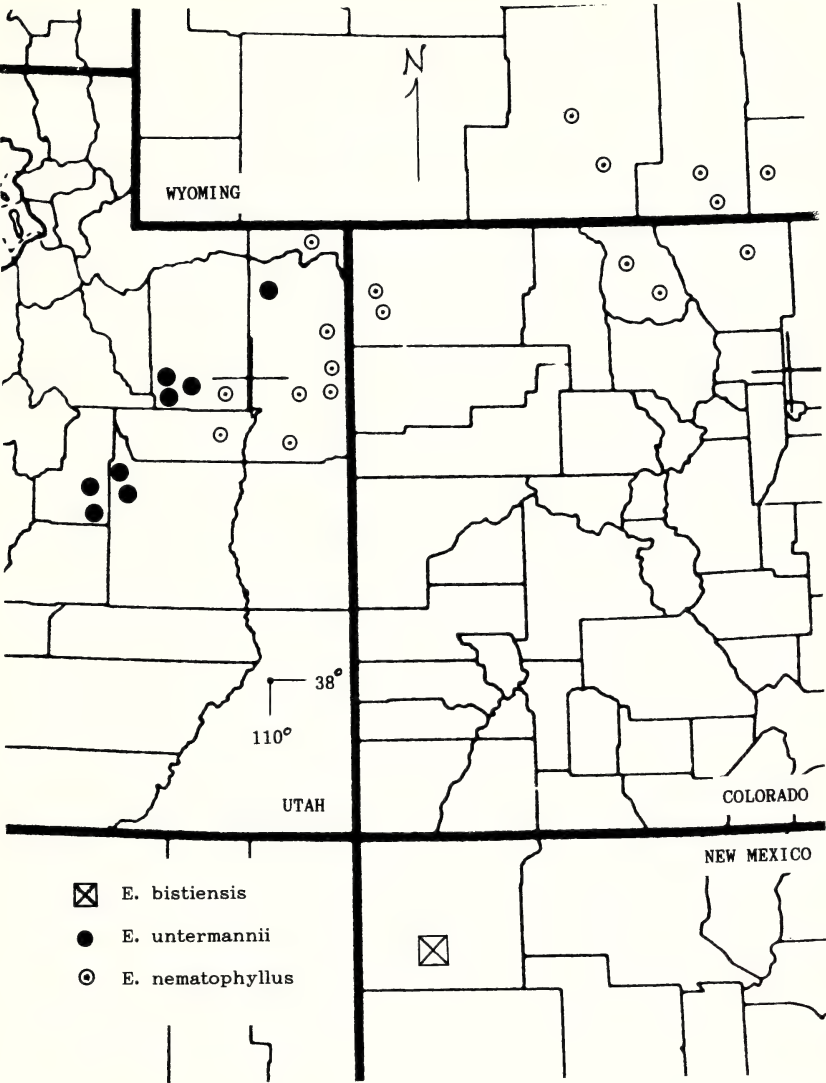 N
WYOMING
38°
110°
UTAH
COLORADO
NEW MEXICO
E. bistiensis
E. untermannii
E. nematophyllus